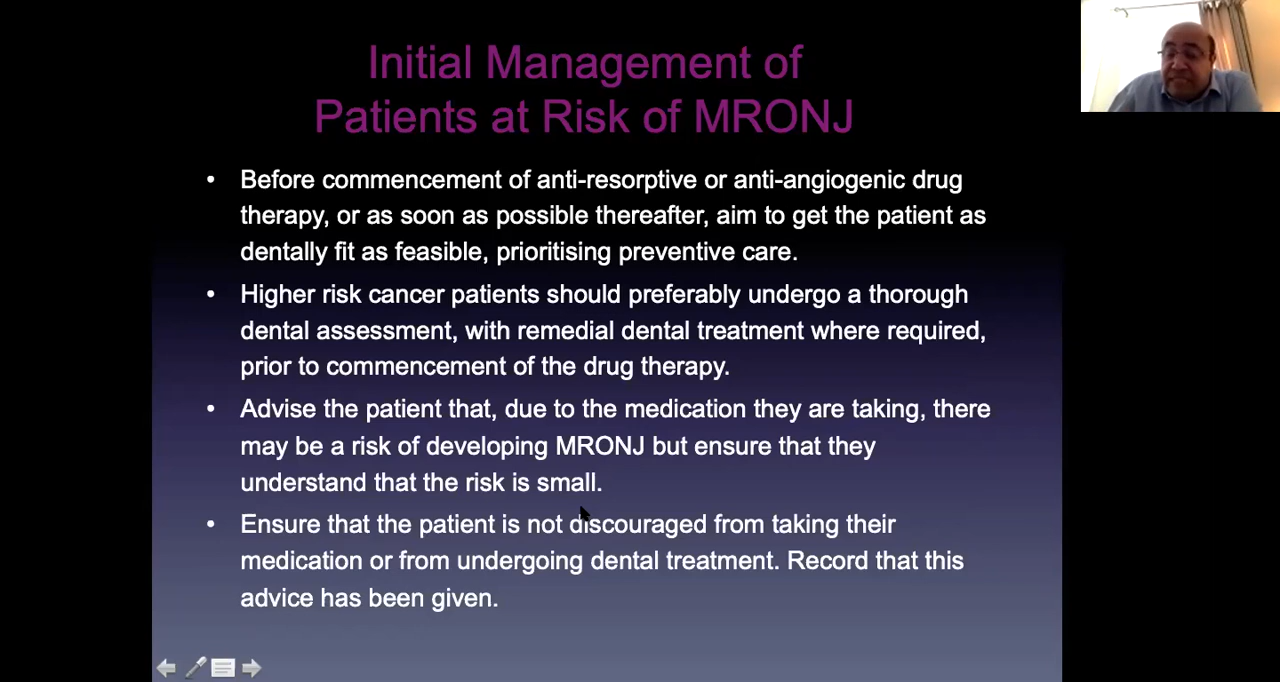 Initial Management of
Patients at Risk of MRONJ
• Before commencement of anti-resorptive or anti-angiogenic drug
therapy, or as soon as possible thereafter, aim to get the patient as
dentally fit as feasible, prioritising preventive care.
• Higher risk cancer patients should preferably undergo a thorough
dental assessment, with remedial dental treatment where required,
prior to commencement of the drug therapy.
• Advise the patient that, due to the medication they are taking, there
may be a risk of developing MRONJ but ensure that they
understand that the risk is small.
• Ensure that the patient is not discouraged from taking their
medication or from undergoing dental treatment. Record that this
advice has been given.